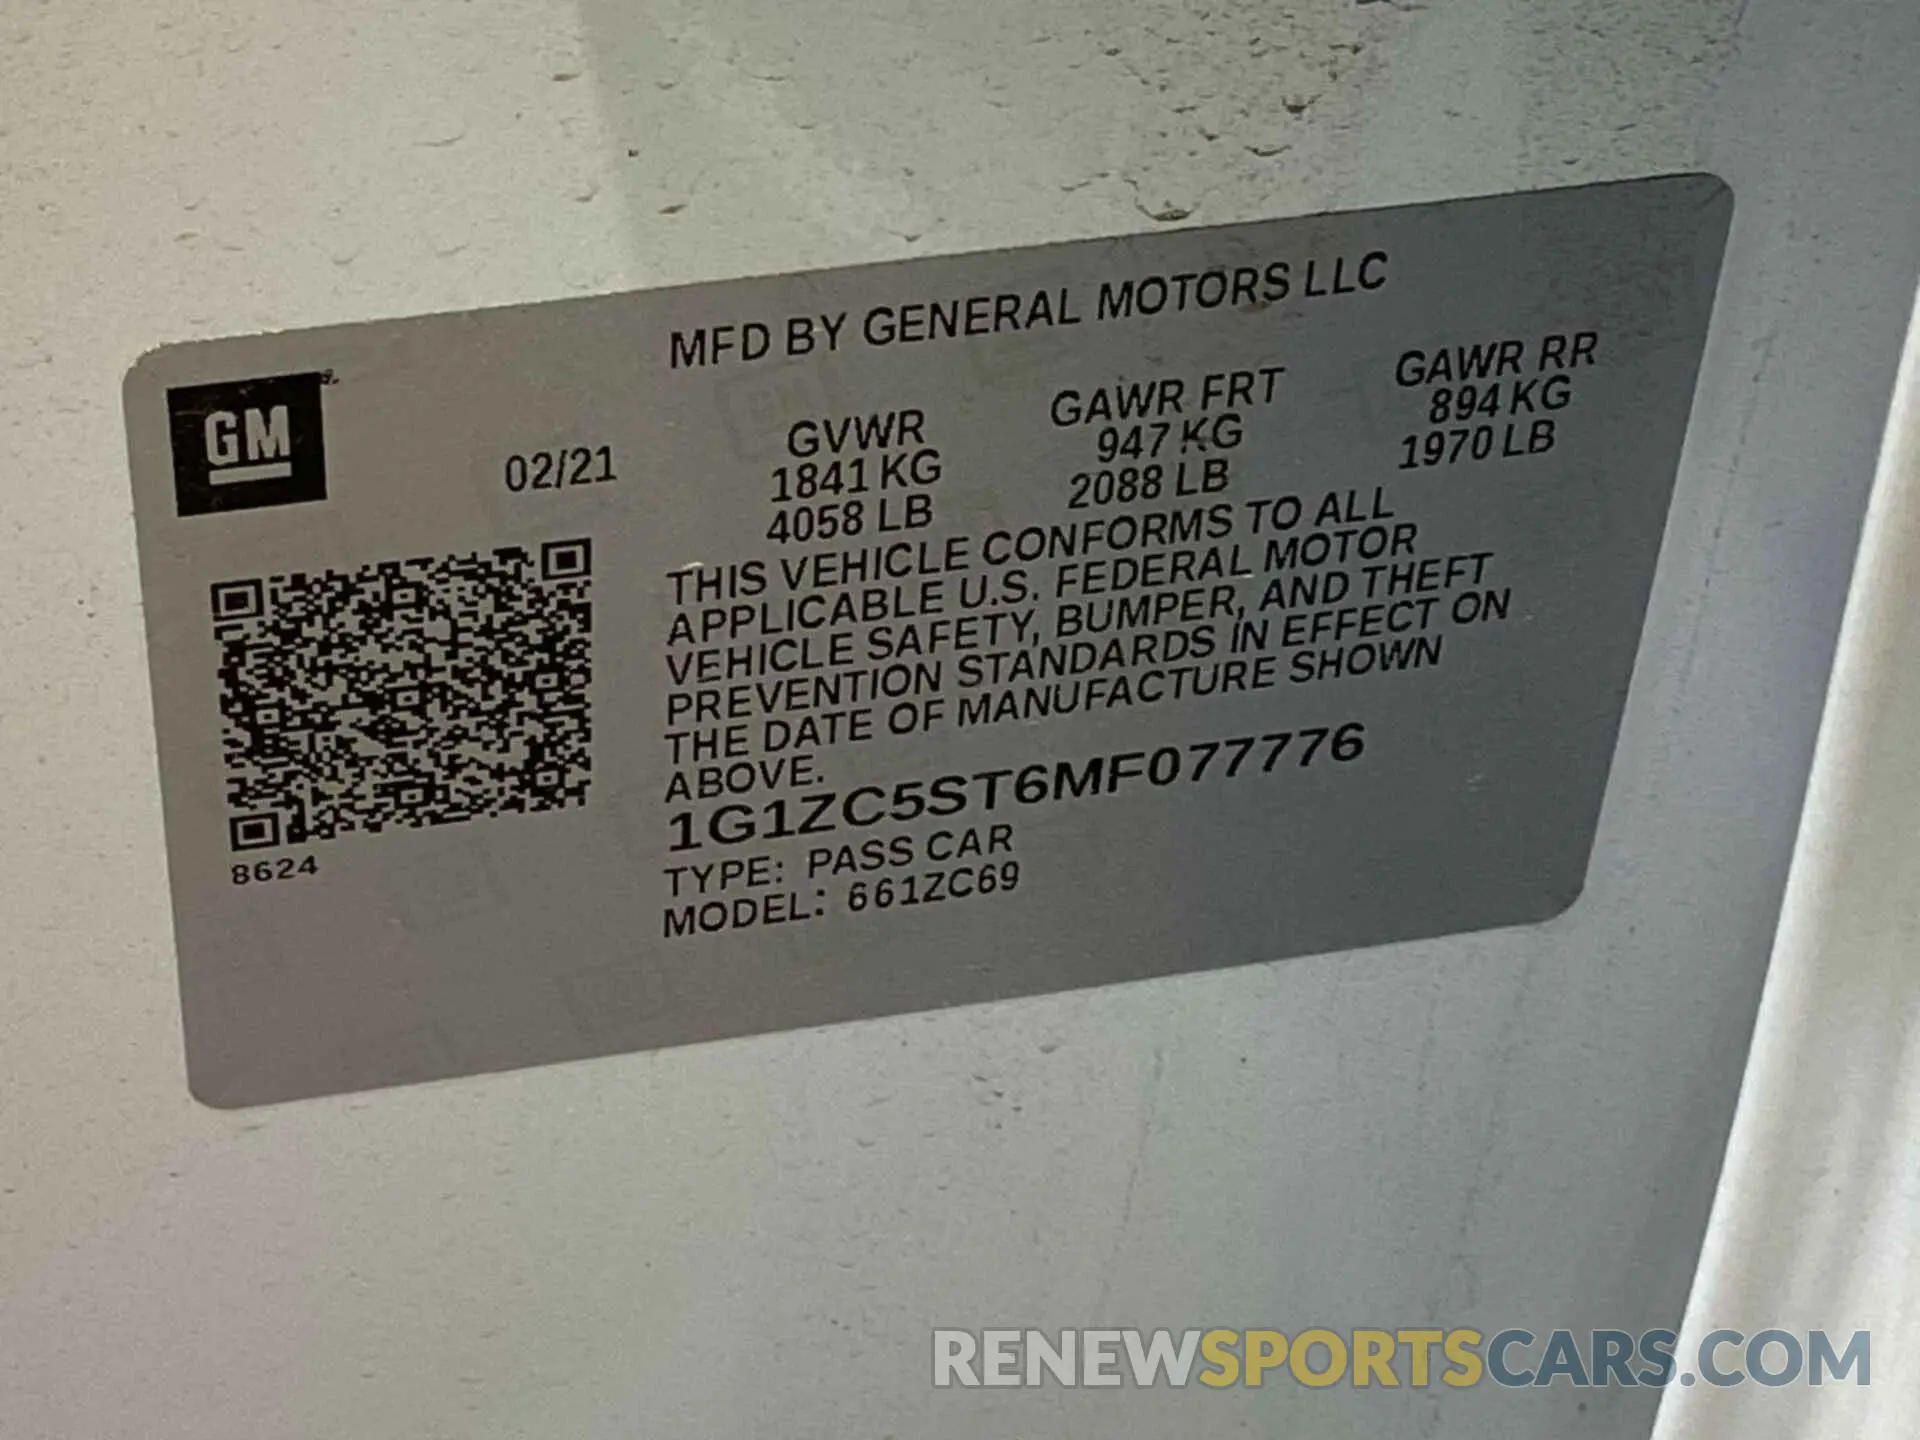 MFD BY GENERAL MOTORS LLC
GM
02/21
GVWR
1841 KG
4058 LB
GAWR FRT
947 KG
2088 LB
GAWR RR
894 KG
1970 LB
THIS VEHICLE CONFORMS TO ALL
APPLICABLE U.S. FEDERAL MOTOR
VEHICLE SAFETY, BUMPER, AND THEFT
PREVENTION STANDARDS IN EFFECT ON
THE DATE OF MANUFACTURE SHOWN
ABOVE.
1G1ZC5ST6MF077776
TYPE: PASS CAR
MODEL: 661ZC69
8624
RENEWSPORTSCARS.COM